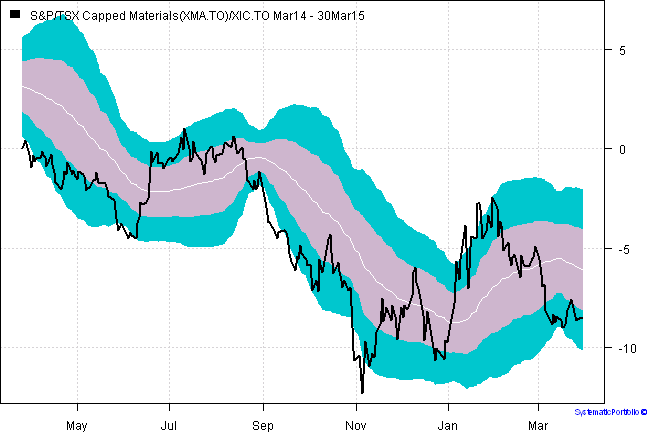 S&P/TSX Capped Materials(XMA.TO)/XIC.TO Mar14 - 30Mar15
5
0
-5
-10
May Jul Sep Nov Jan Mar
SystematicPortfolio ©